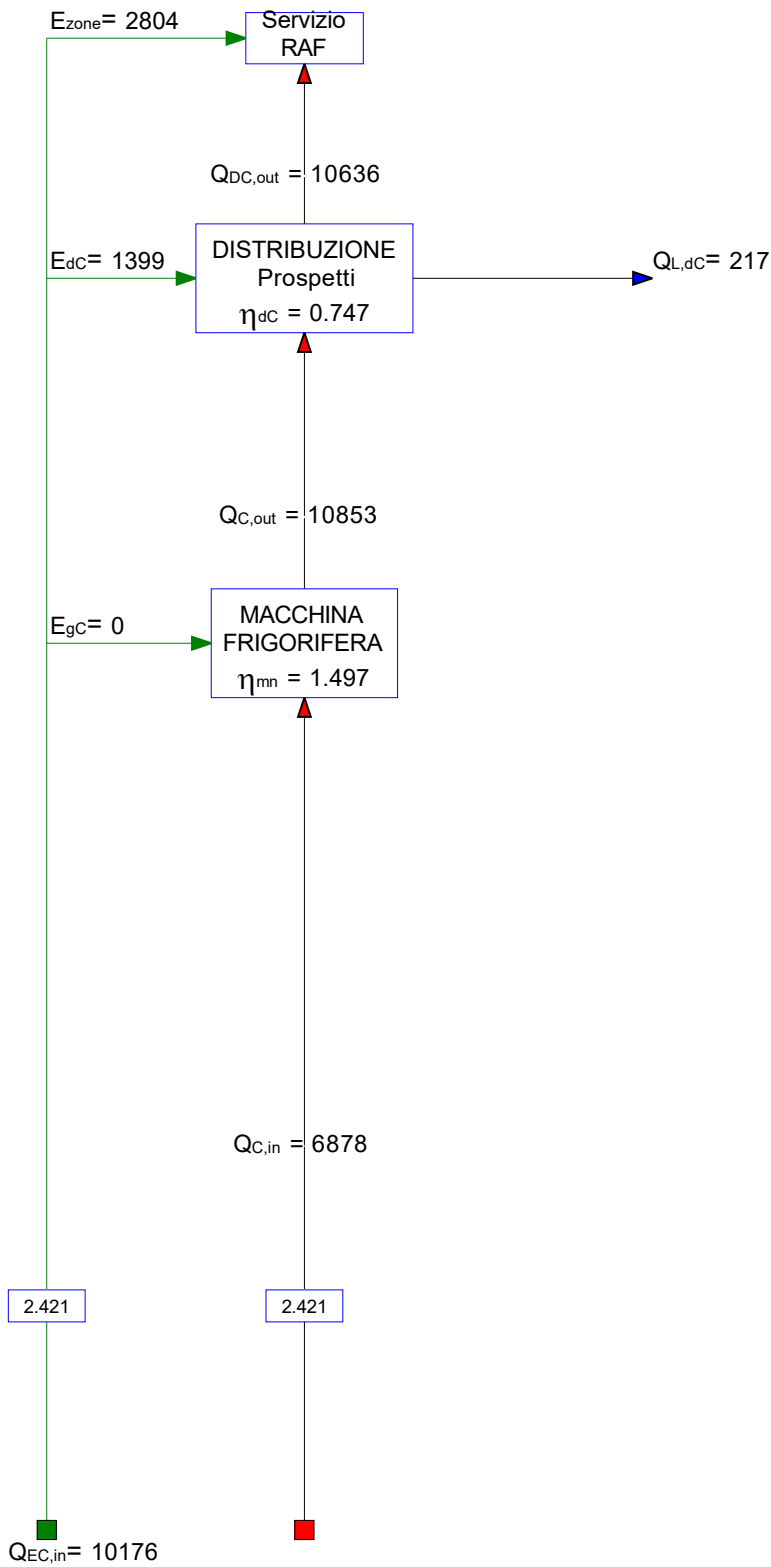 Ezone= 2804
Servizio
RAF
QDC,out = 10636
EdC= 1399
DISTRIBUZIONE
Prospetti
ηdC = 0.747
QL,dC= 217
QC,out = 10853
EgC= 0
MACCHINA
FRIGORIFERA
ηmn = 1.497
QC,in = 6878
2.421
2.421
QEC,in= 10176